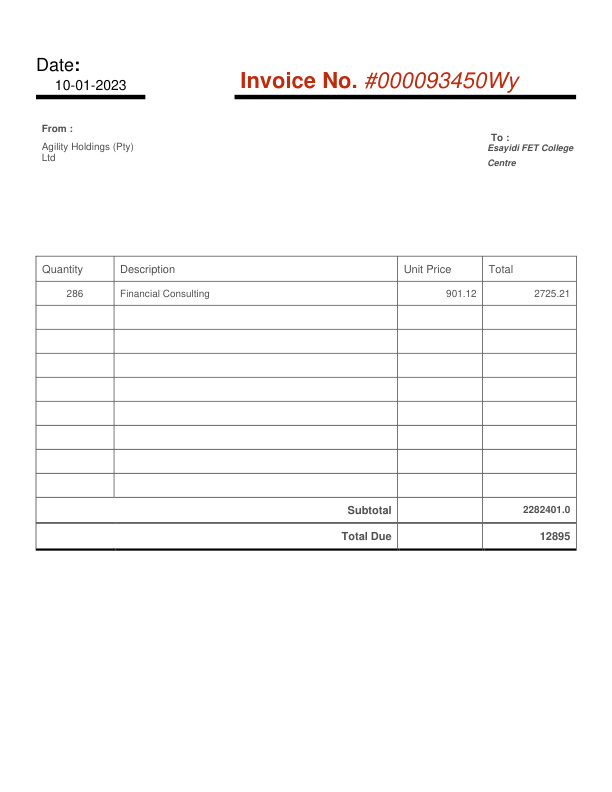 Date:
10-01-2023
Invoice No. #000093450Wy
From :
Agility Holdings (Pty)
Ltd
To :
Esayidi FET College
Centre
Quantity Description Unit Price Total
286 Financial Consulting 901.12 2725.21
Subtotal 2282401.0
Total Due 12895